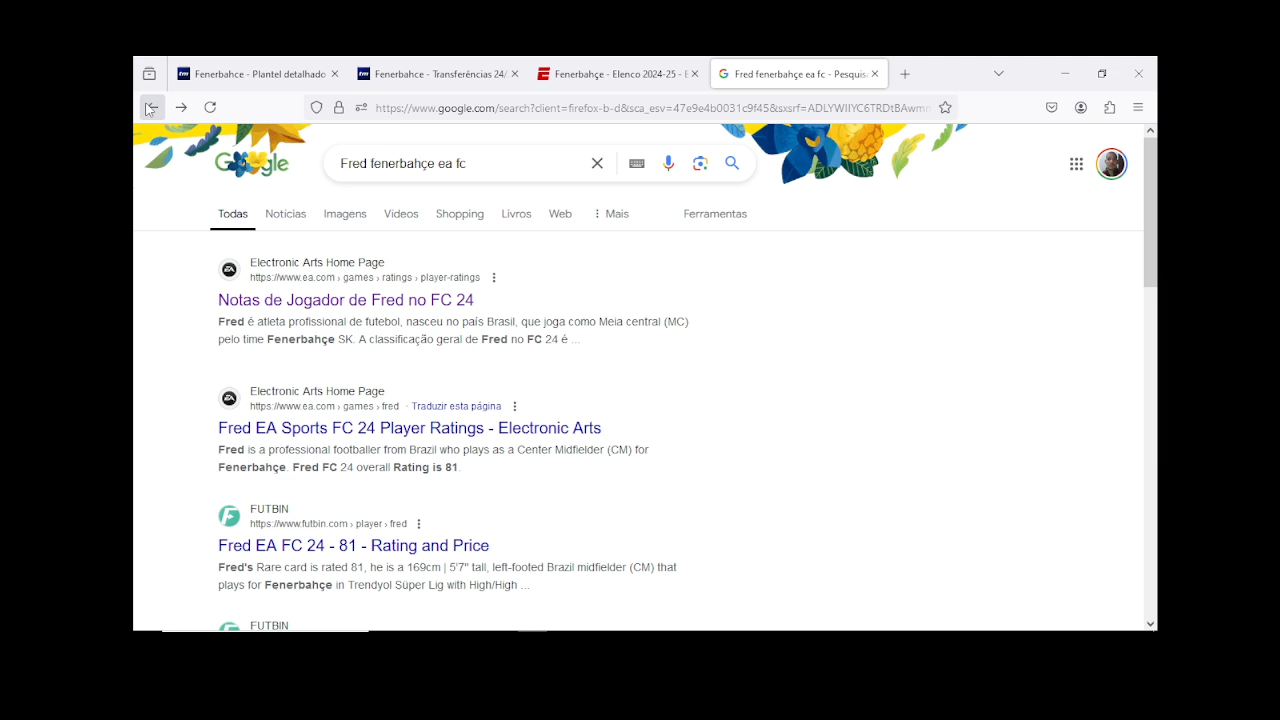 Fenerbahce - Plantel detalhado
Fenerbahce - Transferências 24/
Fenerbahçe - Elenco 2024-25 - E
Fred fenerbahçe ea fc - Pesquis
https://www.google.com/search?client=firefox-b-d&sca_esv=47e9e4b0031c9f45&sxsrf=ADLYWIIYC6TRDtBAwm
Google
Fred fenerbahçe ea fc
Todas
Notícias
Imagens
Vídeos
Shopping
Livros
Web
Mais
Ferramentas
Electronic Arts Home Page
https://www.ea.com › games › ratings › player-ratings
Notas de Jogador de Fred no FC 24
Fred é atleta profissional de futebol, nasceu no país Brasil, que joga como Meia central (MC)
pelo time Fenerbahçe SK. A classificação geral de Fred no FC 24 é ...
Electronic Arts Home Page
https://www.ea.com › games › fred · Traduzir esta página
Fred EA Sports FC 24 Player Ratings - Electronic Arts
Fred is a professional footballer from Brazil who plays as a Center Midfielder (CM) for
Fenerbahçe. Fred FC 24 overall Rating is 81.
FUTBIN
https://www.futbin.com › player › fred
Fred EA FC 24 - 81 - Rating and Price
Fred's Rare card is rated 81, he is a 169cm | 5'7" tall, left-footed Brazil midfielder (CM) that
plays for Fenerbahçe in Trendyol Süper Lig with High/High ...
FUTBIN